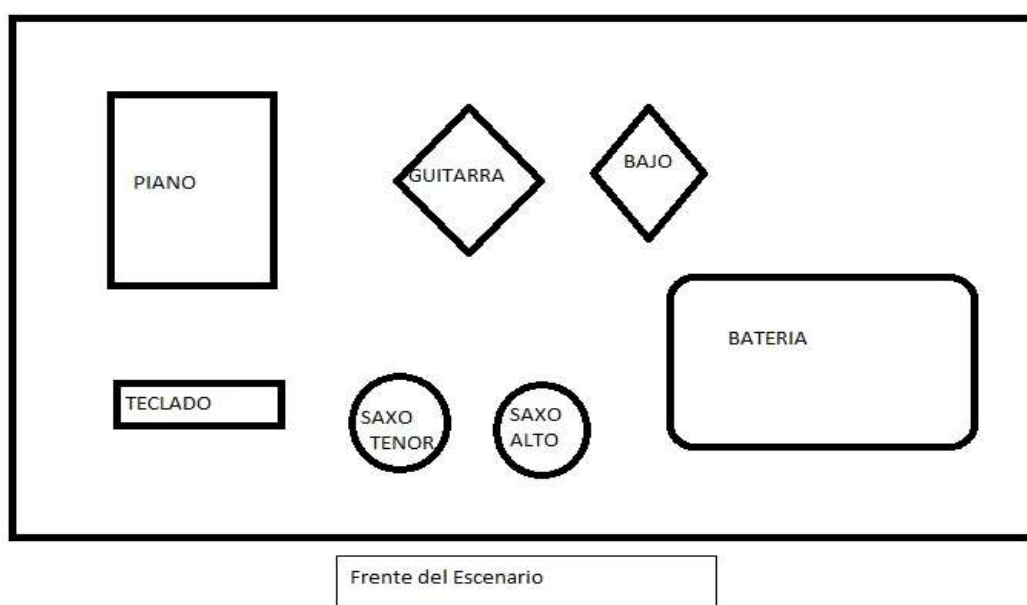 BAJO
GUITARRA
PIANO
BATERIA
TECLADO
SAXO
TENOR
SAXO
ALTO
Frente del Escenario